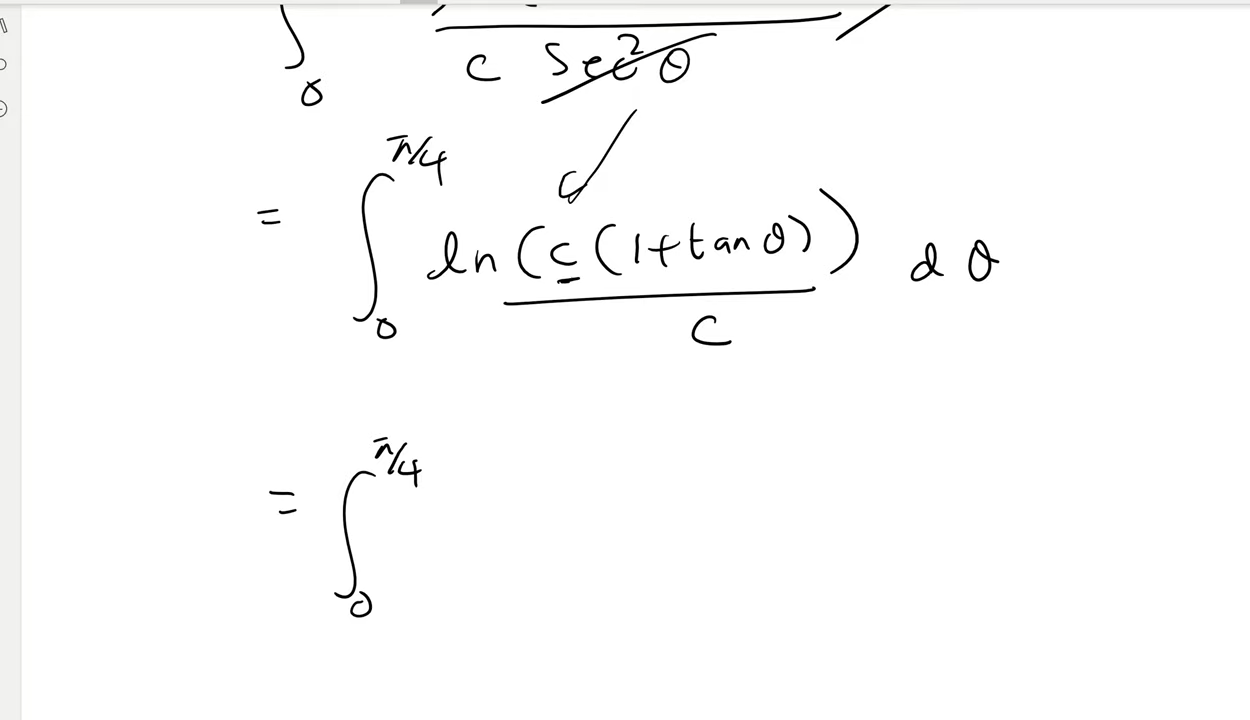 ∫₀
c sec²θ
= ∫₀^{π/4} ln(c(1+tanθ)) / c dθ
= ∫₀^{π/4}